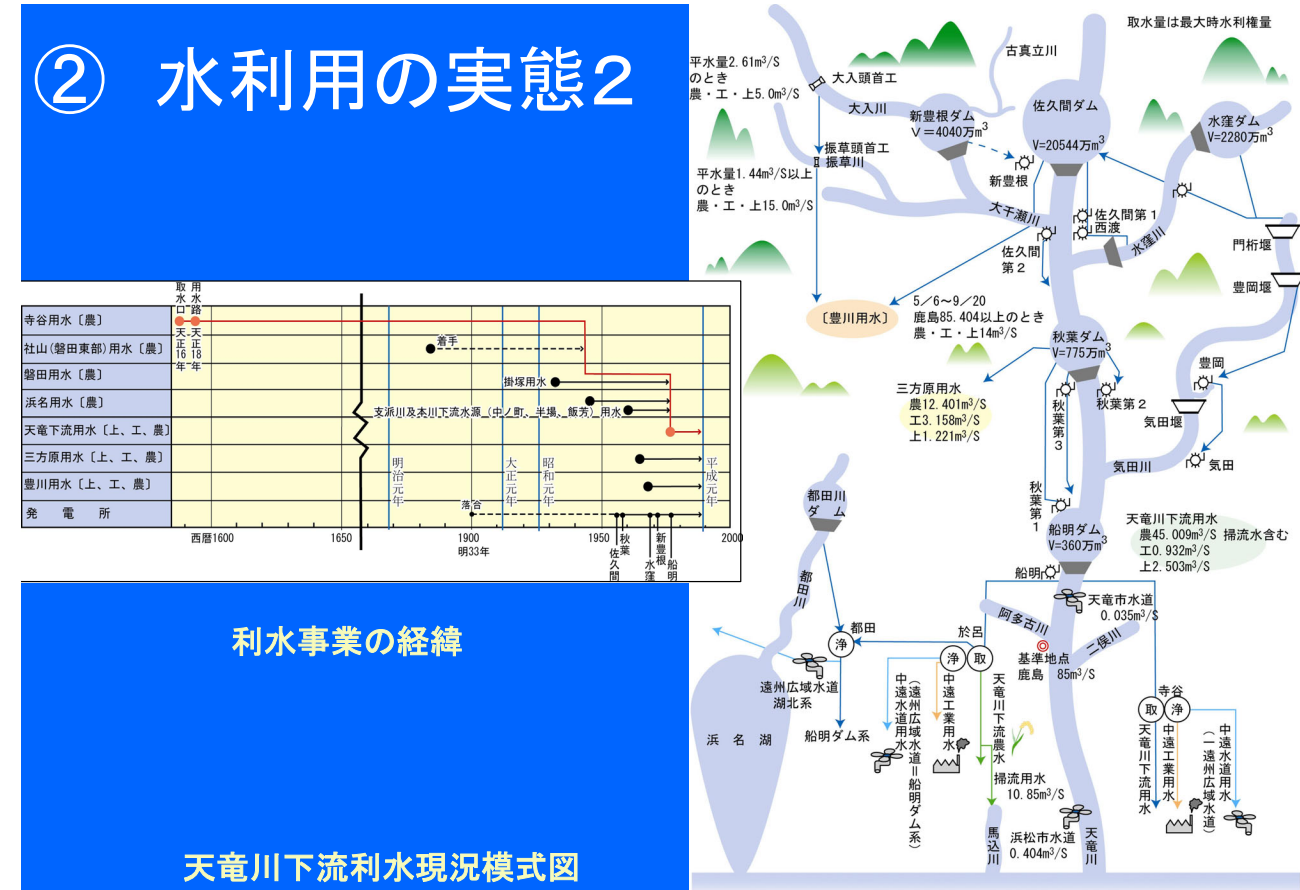 ② 水利用の実態2
取水口 天正16年
用水路 天正18年
寺谷用水〔農〕
社山(磐田東部)用水〔農〕
着手
磐田用水〔農〕
掛塚用水
浜名用水〔農〕
支派川及本川下流水源（中ノ町、半場、飯芳）用水
天竜下流用水〔上、工、農〕
三方原用水〔上、工、農〕
豊川用水〔上、工、農〕
発電所
落合
明治元年
大正元年
昭和元年
平成元年
西暦1600
1650
1900
明33年
1950
2000
佐久間
秋葉
水窪
新豊根
船明
利水事業の経緯
天竜川下流利水現況模式図
取水量は最大時水利権量
平水量2.61m³/S
のとき
農・工・上5.0m³/S
大入頭首工
大入川
古真立川
新豊根ダム
V＝4040万m³
佐久間ダム
V=20544万m³
水窪ダム
V=2280万m³
振草頭首工
振草川
平水量1.44m³/S以上
のとき
農・工・上15.0m³/S
新豊根
大千瀬川
佐久間第1
西渡
佐久間
第2
水窪川
門桁堰
豊岡堰
〔豊川用水〕
5/6～9/20
鹿島85.404以上のとき
農・工・上14m³/S
秋葉ダム
V=775万m³
豊岡
三方原用水
農12.401m³/S
工3.158m³/S
上1.221m³/S
秋葉第3
秋葉第2
気田堰
気田川
気田
都田川
ダム
秋葉第1
船明ダム
V=360万m³
天竜川下流用水
農45.009m³/S 掃流水含む
工0.932m³/S
上2.503m³/S
船明
都田川
天竜市水道
0.035m³/S
阿多古川
二俣川
都田
浄
於呂
浄
取
基準地点
鹿島 85m³/S
遠州広域水道
湖北系
浜名湖
船明ダム系
中遠水道用水
（遠州広域水道＝船明ダム系）
中遠工業用水
天竜川下流農水
掃流用水
10.85m³/S
馬込川
浜松市水道
0.404m³/S
天竜川
寺谷
取
浄
天竜川下流用水
中遠工業用水
中遠水道用水
（一遠州広域水道）